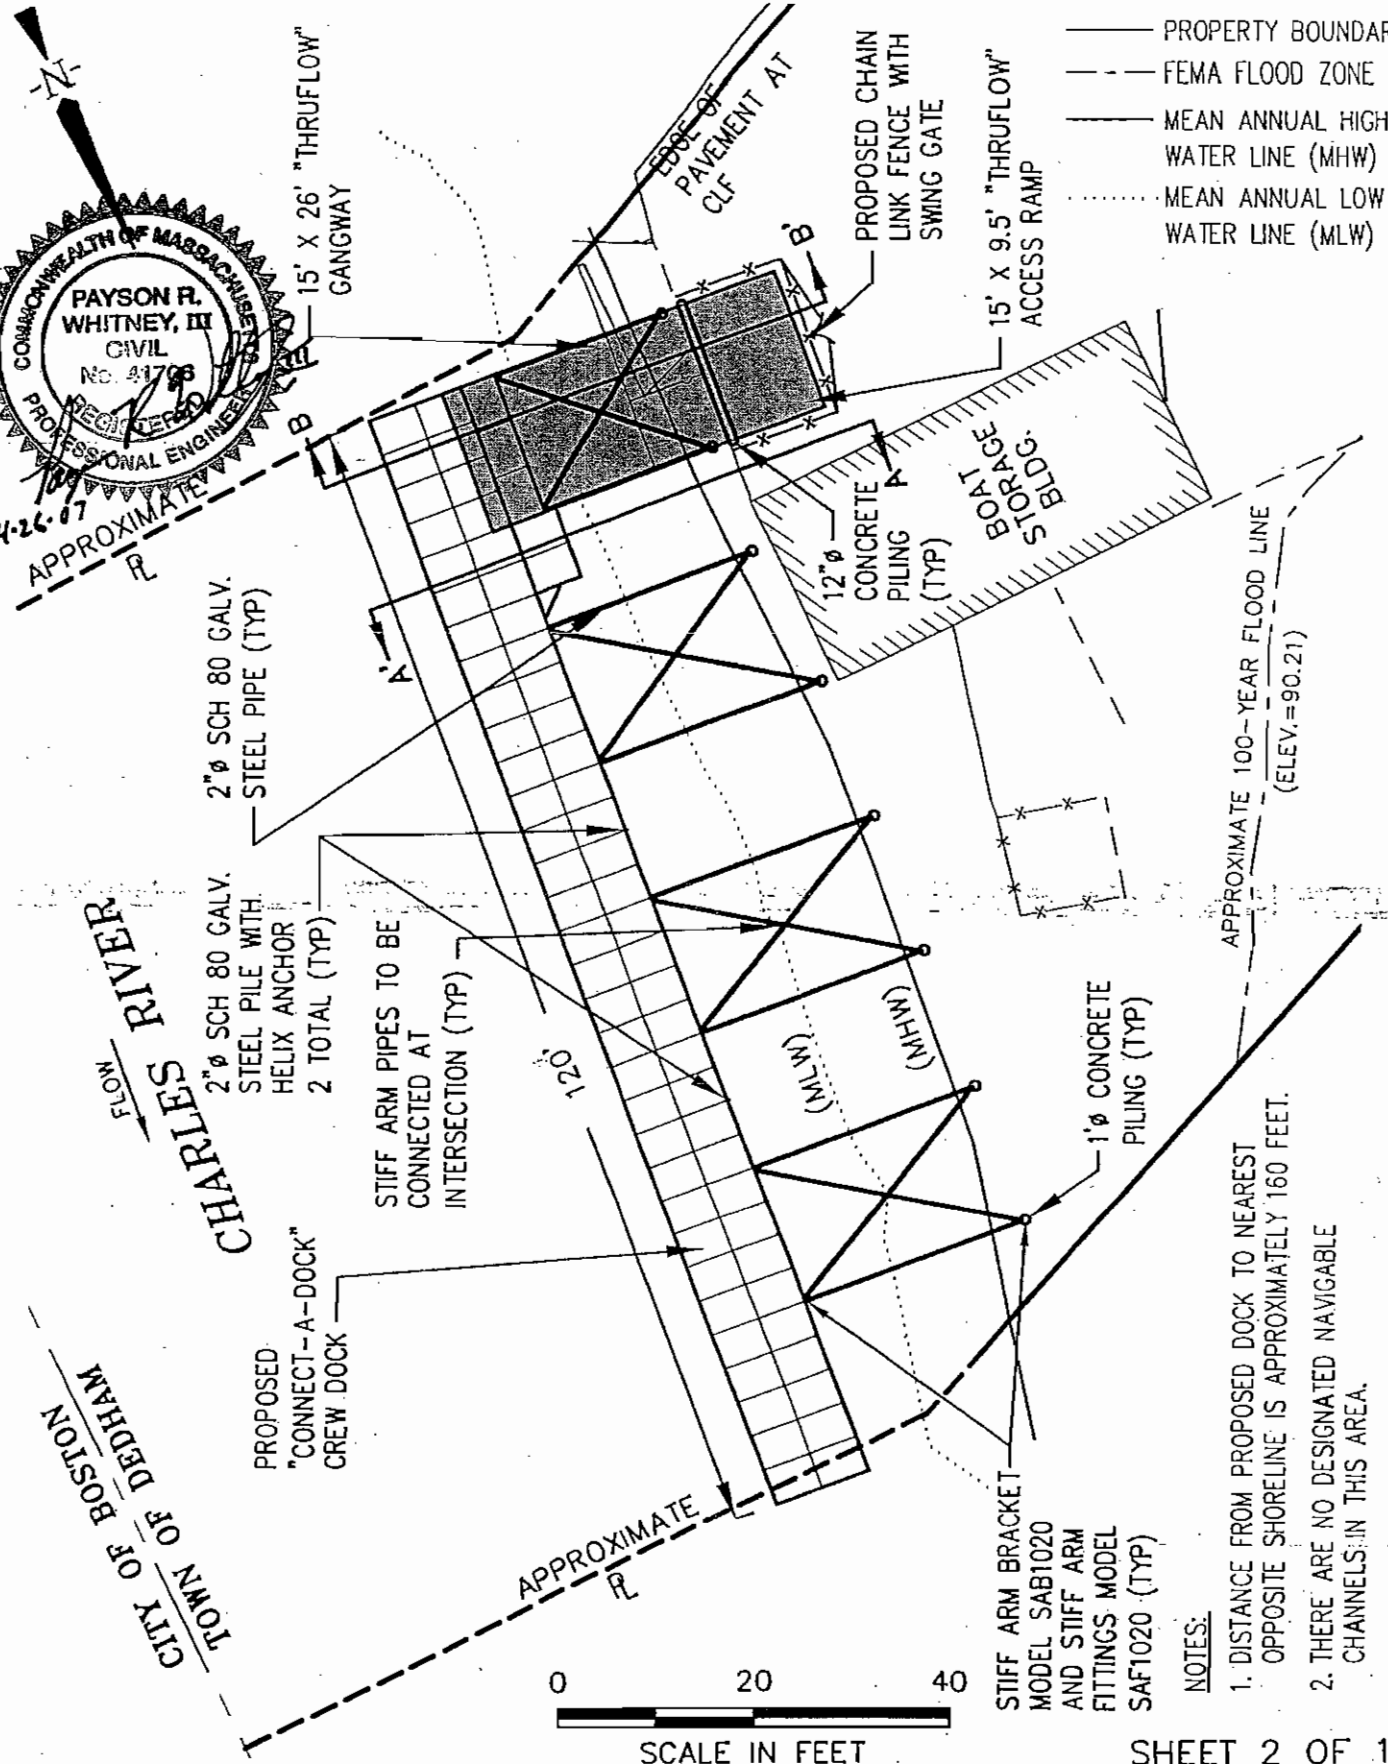 PROPERTY BOUNDAR
FEMA FLOOD ZONE
MEAN ANNUAL HIGH
WATER LINE (MHW)
MEAN ANNUAL LOW
WATER LINE (MLW)
-N-
COMMONWEALTH OF MASSACHUSETTS
PAYSON R.
WHITNEY, III
CIVIL
No. 41706
REGISTERED
PROFESSIONAL ENGINEER
4-26-07
15' X 26' "THRUFLOW"
GANGWAY
EDGE OF
PAVEMENT AT
CLF
PROPOSED CHAIN
LINK FENCE WITH
SWING GATE
15' X 9.5' "THRUFLOW"
ACCESS RAMP
B
B'
A'
A
APPROXIMATE
PL
2"ø SCH 80 GALV.
STEEL PIPE (TYP)
12"ø
CONCRETE
PILING
(TYP)
BOAT
STORAGE
BLDG.
2"ø SCH 80 GALV.
STEEL PILE WITH
HELIX ANCHOR
2 TOTAL (TYP)
FLOW
CHARLES RIVER
STIFF ARM PIPES TO BE
CONNECTED AT
INTERSECTION (TYP)
120'
(MLW)
(MHW)
APPROXIMATE 100-YEAR FLOOD LINE
(ELEV.=90.21)
1'ø CONCRETE
PILING (TYP)
PROPOSED
"CONNECT-A-DOCK"
CREW DOCK
CITY OF BOSTON
TOWN OF DEDHAM
APPROXIMATE
PL
STIFF ARM BRACKET
MODEL SAB1020
AND STIFF ARM
FITTINGS MODEL
SAF1020 (TYP)
NOTES:
1. DISTANCE FROM PROPOSED DOCK TO NEAREST
OPPOSITE SHORELINE IS APPROXIMATELY 160 FEET.
2. THERE ARE NO DESIGNATED NAVIGABLE
CHANNELS IN THIS AREA.
0 20 40
SCALE IN FEET
SHEET 2 OF 1